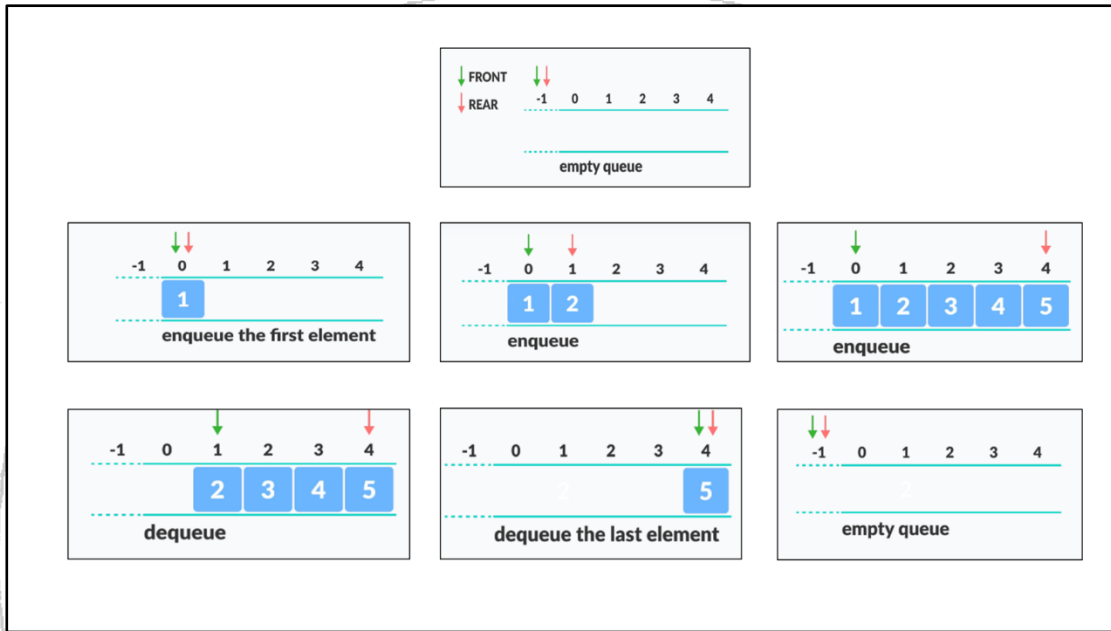 FRONT
REAR
-1 0 1 2 3 4
empty queue
-1 0 1 2 3 4
1
enqueue the first element
-1 0 1 2 3 4
1 2
enqueue
-1 0 1 2 3 4
1 2 3 4 5
enqueue
-1 0 1 2 3 4
2 3 4 5
dequeue
-1 0 1 2 3 4
2 5
dequeue the last element
-1 0 1 2 3 4
2
empty queue